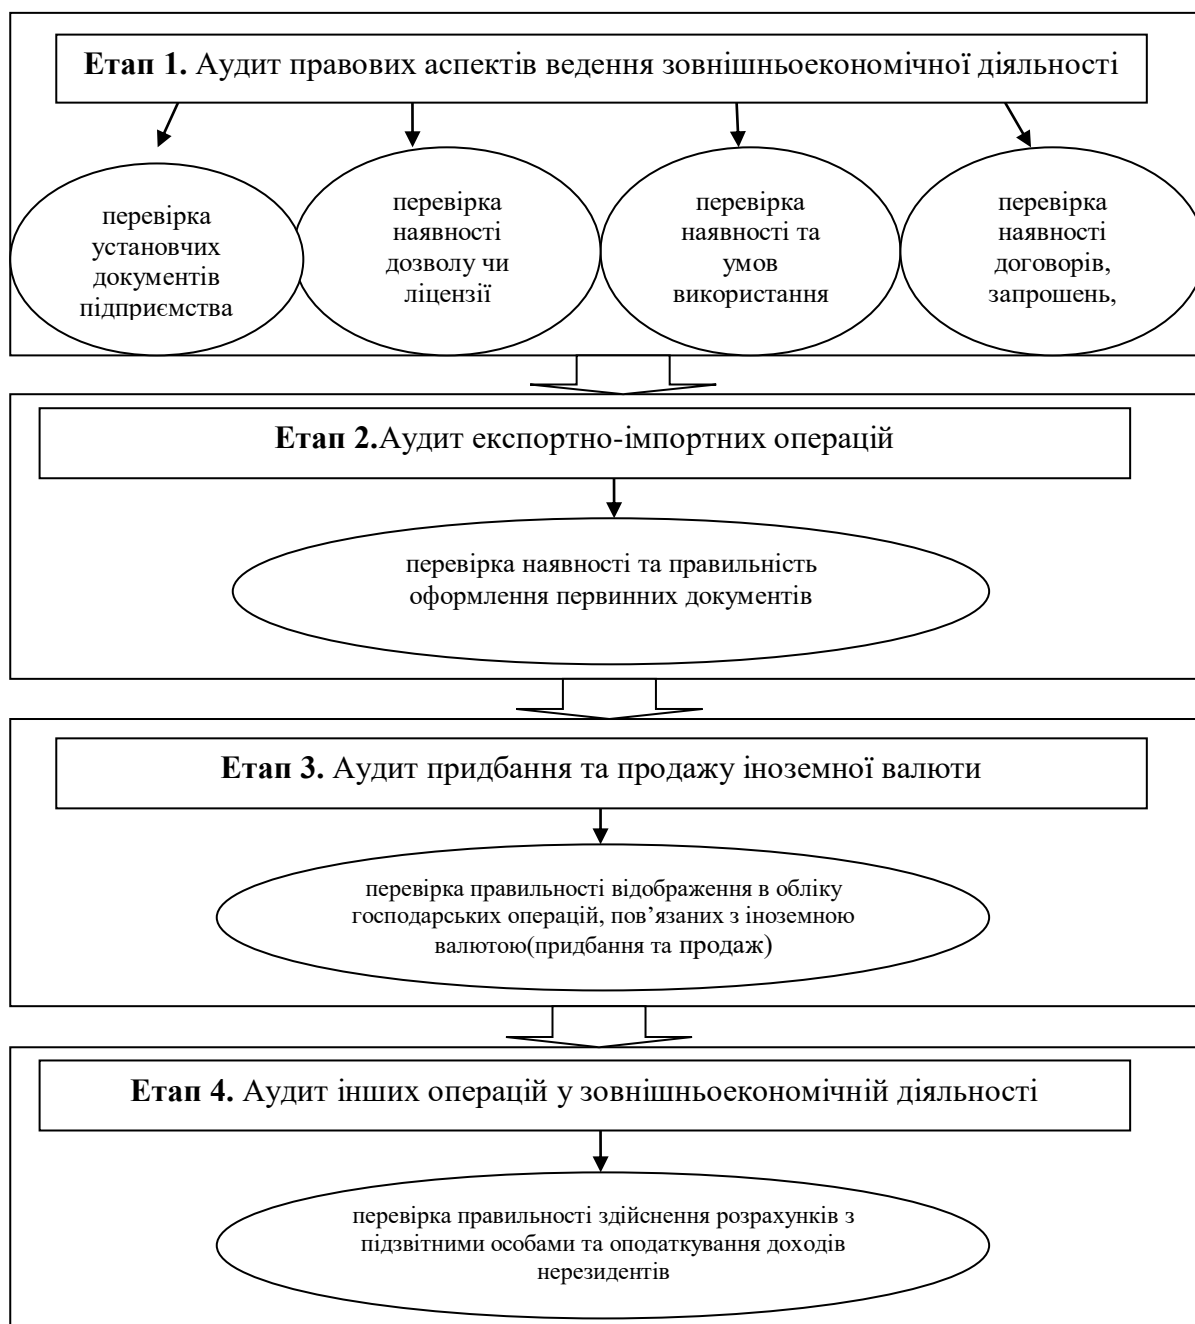 Етап 1. Аудит правових аспектів ведення зовнішньоекономічної діяльності
перевірка
установчих
документів
підприємства
перевірка
наявності
дозволу чи
ліцензії
перевірка
наявності та
умов
використання
перевірка
наявності
договорів,
запрошень,
Етап 2.Аудит експортно-імпортних операцій
перевірка наявності та правильність
оформлення первинних документів
Етап 3. Аудит придбання та продажу іноземної валюти
перевірка правильності відображення в обліку
господарських операцій, пов’язаних з іноземною
валютою(придбання та продаж)
Етап 4. Аудит інших операцій у зовнішньоекономічній діяльності
перевірка правильності здійснення розрахунків з
підзвітними особами та оподаткування доходів
нерезидентів